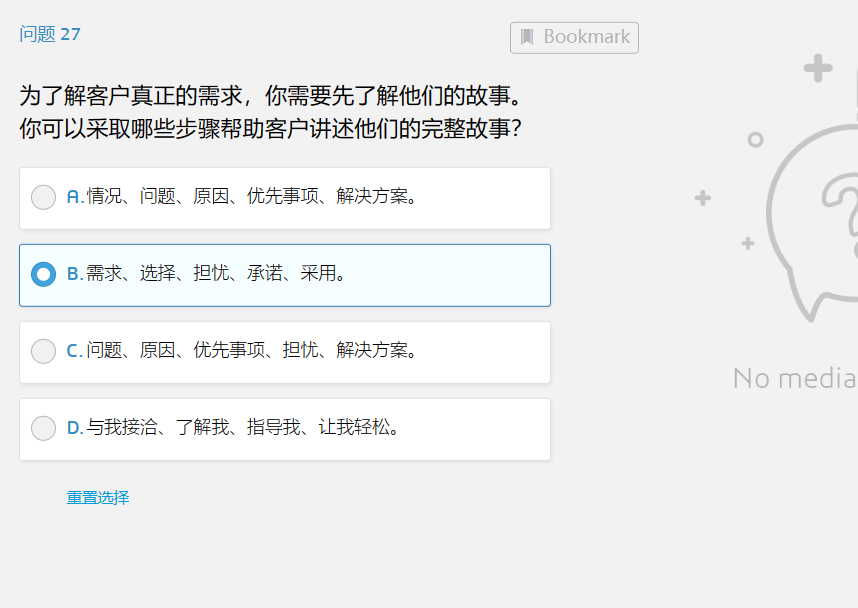 问题 27
Bookmark
为了解客户真正的需求，你需要先了解他们的故事。
你可以采取哪些步骤帮助客户讲述他们的完整故事？
A.情况、问题、原因、优先事项、解决方案。
B.需求、选择、担忧、承诺、采用。
C.问题、原因、优先事项、担忧、解决方案。
D.与我接洽、了解我、指导我、让我轻松。
重置选择
No media